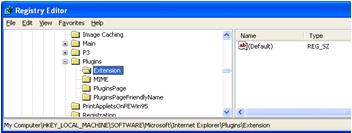 Registry Editor
File Edit View Favorites Help
Image Caching
Main
P3
Plugins
Extension
MIME
PluginsPage
PluginsPageFriendlyName
PrintAppletsOnFEWin95
Registration
Name Type
(Default) REG_SZ
My Computer\HKEY_LOCAL_MACHINE\SOFTWARE\Microsoft\Internet Explorer\Plugins\Extension